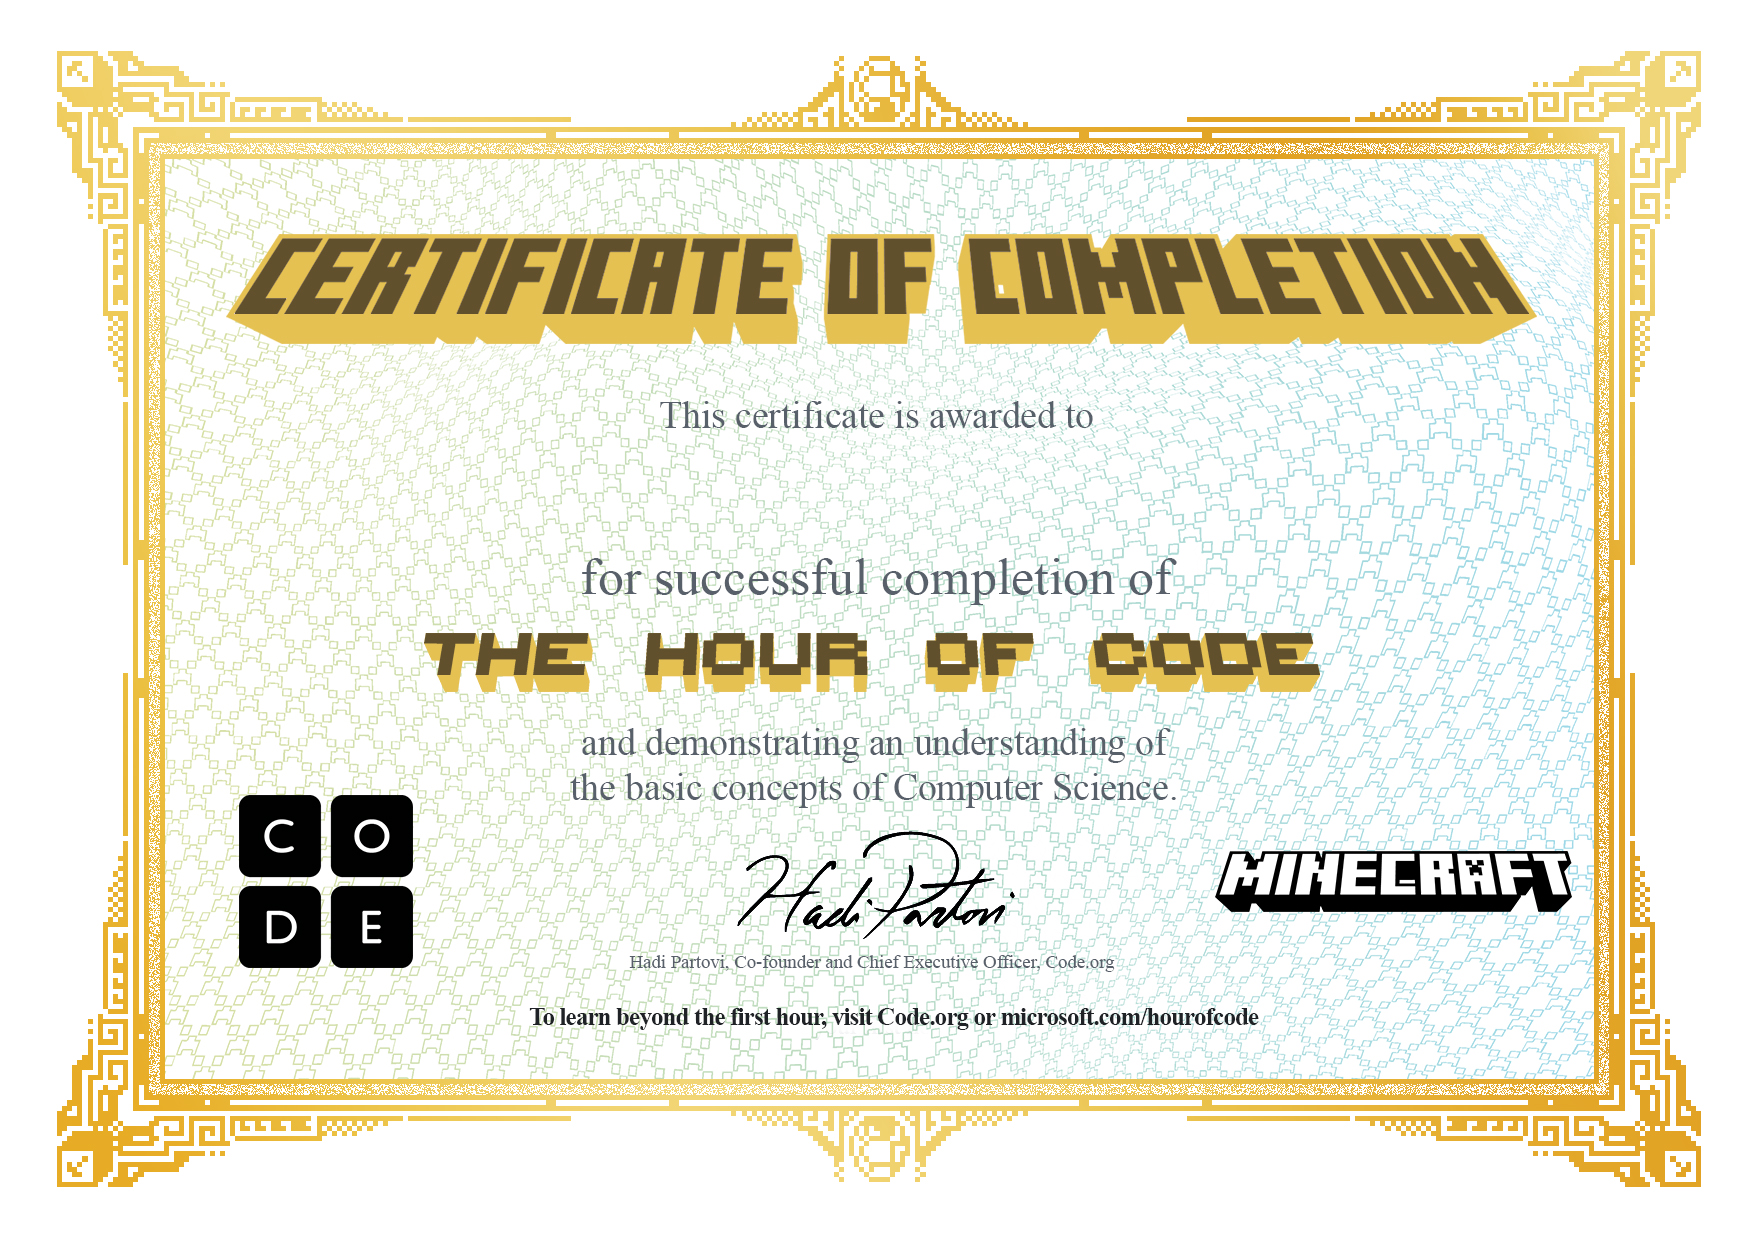 CERTIFICATE OF COMPLETION
This certificate is awarded to
for successful completion of
THE HOUR OF CODE
and demonstrating an understanding of
the basic concepts of Computer Science.
C O
D E
Hadi Partovi
MINECRAFT
Hadi Partovi, Co-founder and Chief Executive Officer, Code.org
To learn beyond the first hour, visit Code.org or microsoft.com/hourofcode